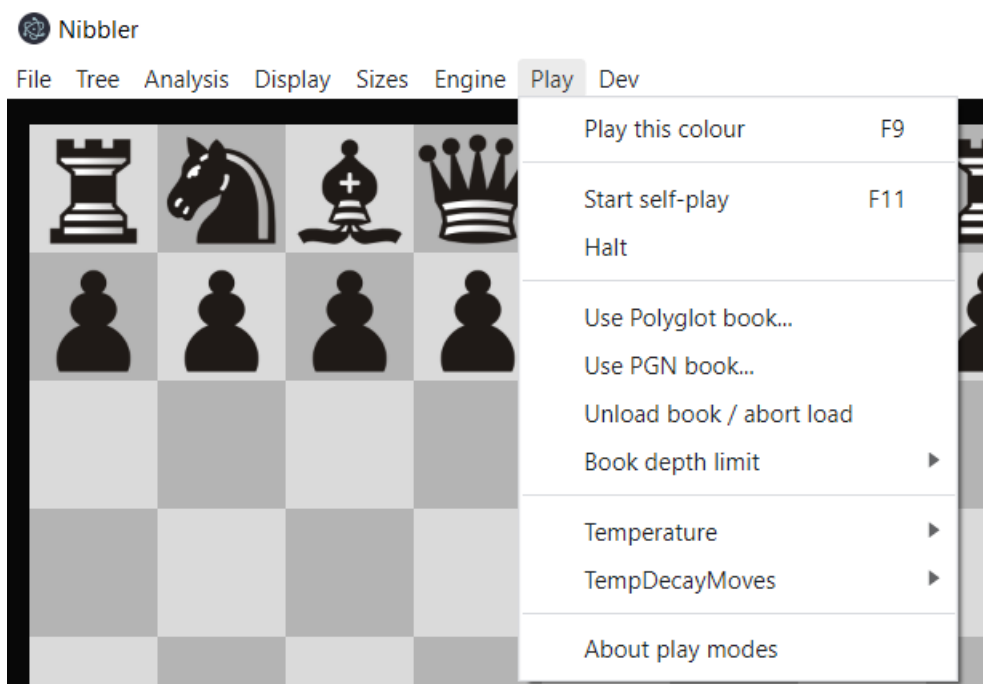 Nibbler
File Tree Analysis Display Sizes Engine Play Dev
Play this colour F9
Start self-play F11
Halt
Use Polyglot book...
Use PGN book...
Unload book / abort load
Book depth limit
Temperature
TempDecayMoves
About play modes